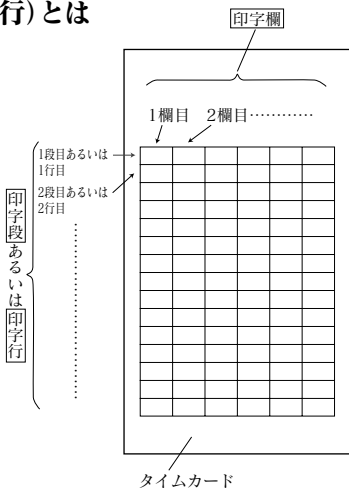 行)とは
印字欄
1欄目 2欄目…………
1段目あるいは
1行目
2段目あるいは
2行目
印字段あるいは印字行
タイムカード